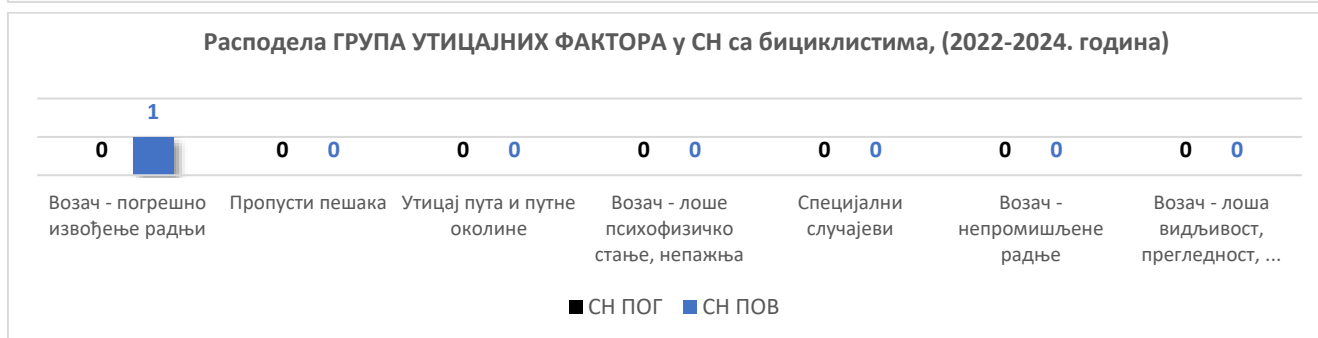 Расподела ГРУПА УТИЦАЈНИХ ФАКТОРА у СН са бициклистима, (2022-2024. година)
1
0 0 0 0 0 0 0 0 0 0 0 0 0
Возач - погрешно извођење радњи
Пропусти пешака
Утицај пута и путне околине
Возач - лоше психофизичко стање, непажња
Специјални случајеви
Возач - непромишљене радње
Возач - лоша видљивост, прегледност, ...
СН ПОГ СН ПОВ